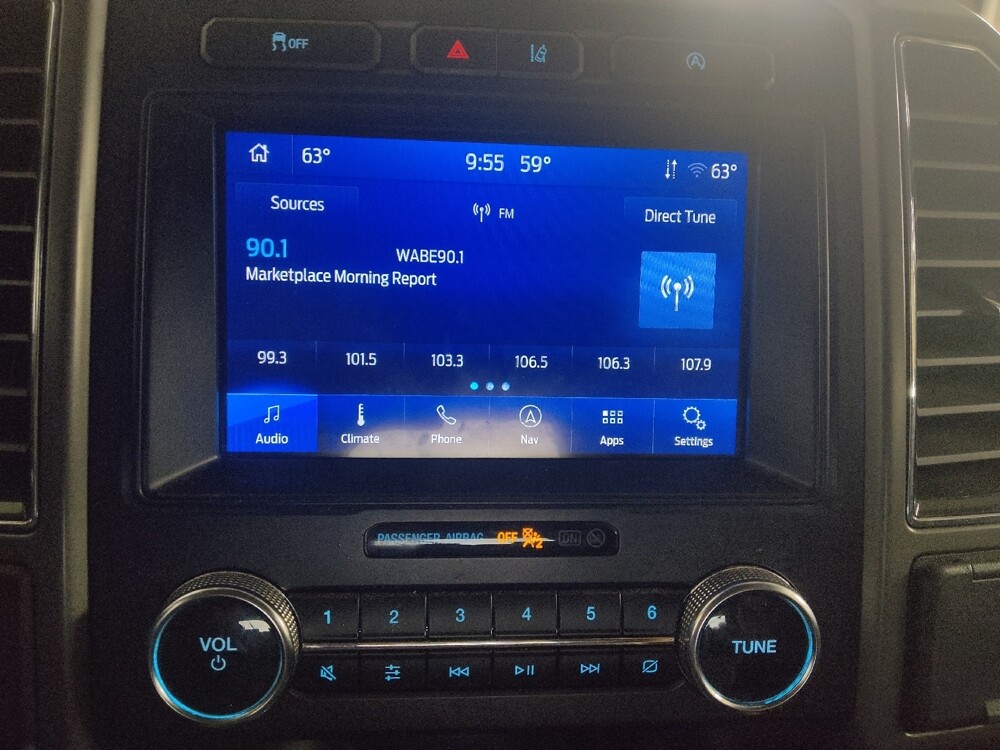 OFF
63°
9:55 59°
63°
Sources
FM
Direct Tune
90.1
WABE90.1
Marketplace Morning Report
99.3
101.5
103.3
106.5
106.3
107.9
Audio
Climate
Phone
Nav
Apps
Settings
PASSENGER AIRBAG OFF 2 ON
1
2
3
4
5
6
VOL
TUNE